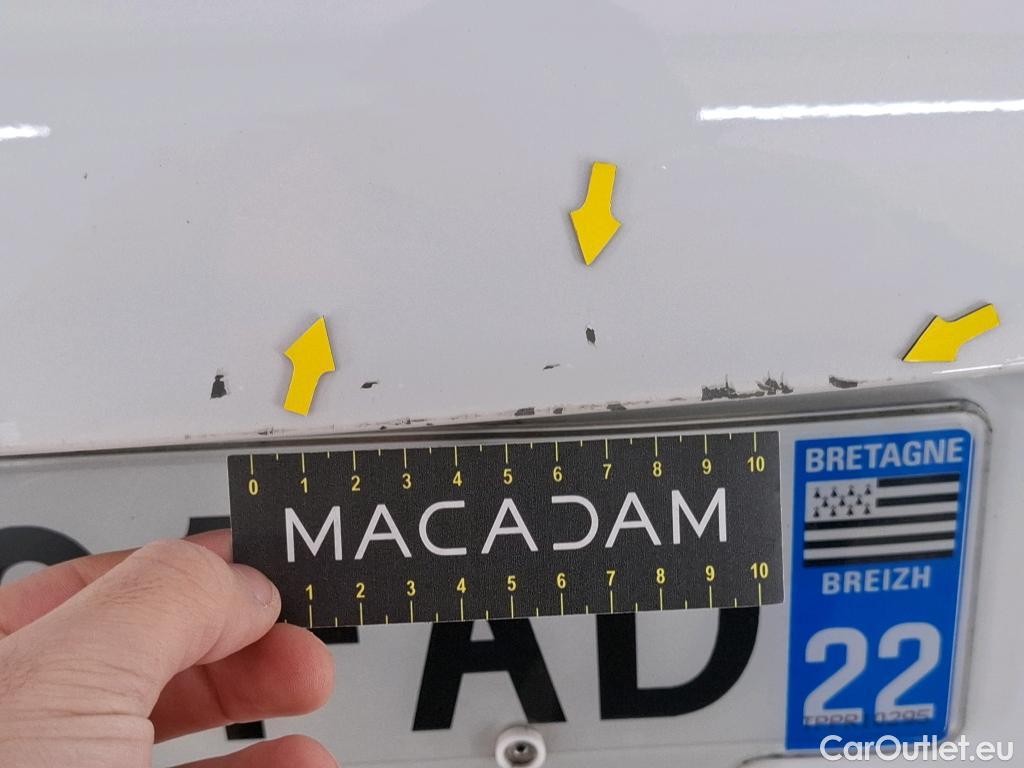 BRETAGNE
0 1 2 3 4 5 6 7 8 9 10
MACADAM
1 2 3 4 5 6 7 8 9 10
BREIZH
FAD
22
CarOutlet.eu